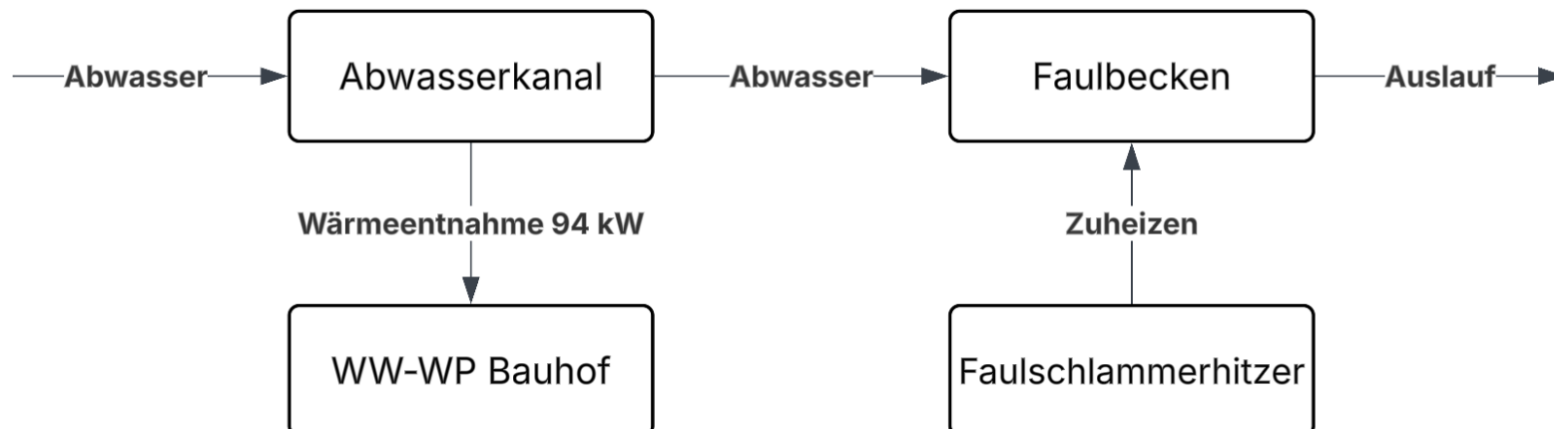 Abwasser
Abwasserkanal
Abwasser
Faulbecken
Auslauf
Wärmeentnahme 94 kW
Zuheizen
WW-WP Bauhof
Faulschlammerhitzer